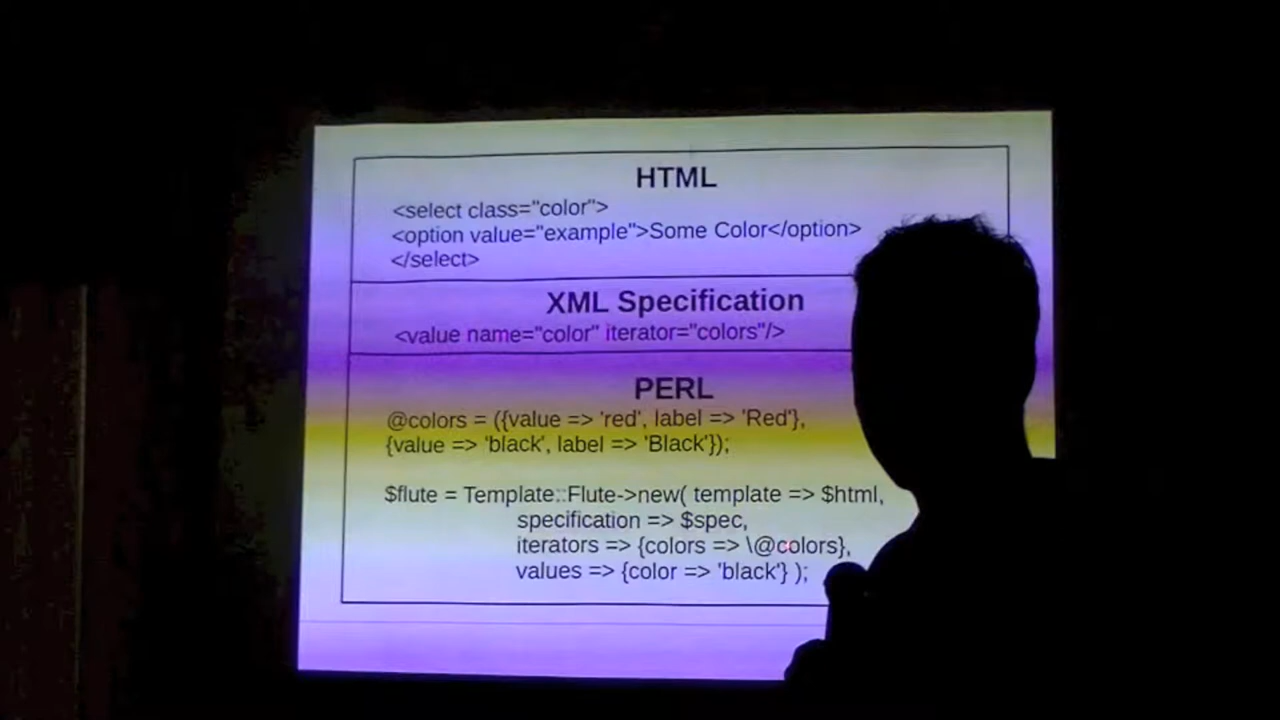 HTML
<select class="color">
<option value="example">Some Color</option>
</select>
XML Specification
<value name="color" iterator="colors"/>
PERL
@colors = ({value => 'red', label => 'Red'},
{value => 'black', label => 'Black'});
$flute = Template::Flute->new( template => $html,
specification => $spec,
iterators => {colors => \@colors},
values => {color => 'black'} );